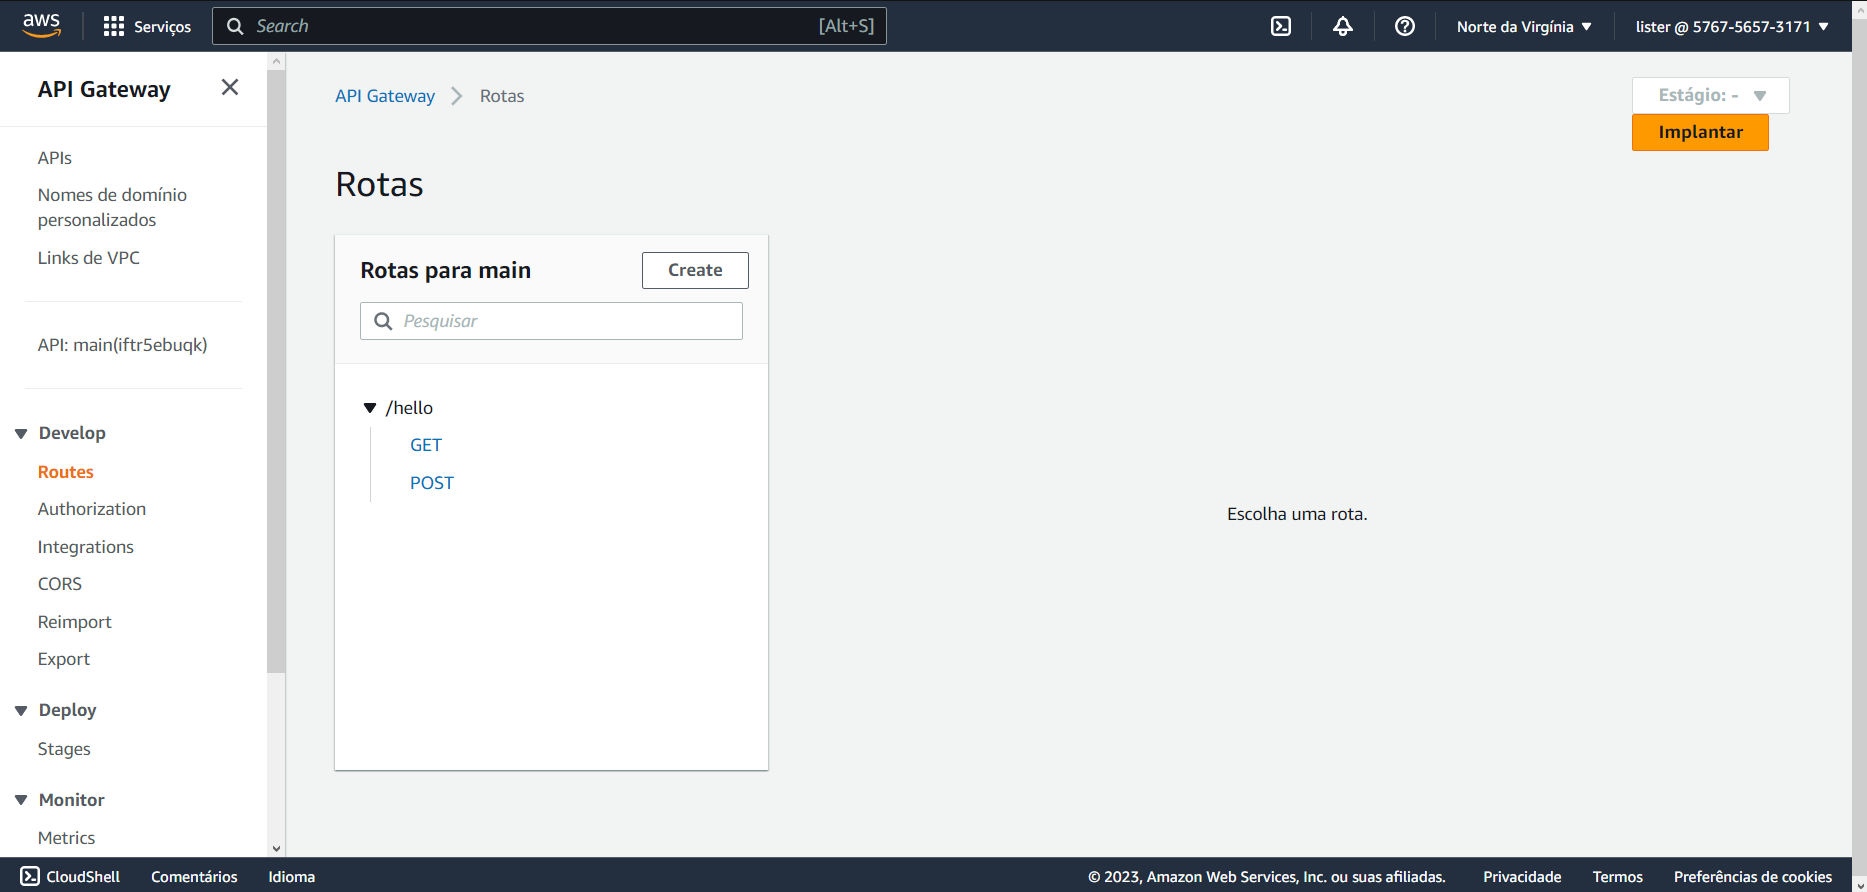 aws
Serviços
Search
[Alt+S]
Norte da Virgínia
lister @ 5767-5657-3171
API Gateway
APIs
Nomes de domínio
personalizados
Links de VPC
API: main(iftr5ebuqk)
Develop
Routes
Authorization
Integrations
CORS
Reimport
Export
Deploy
Stages
Monitor
Metrics
API Gateway
Rotas
Estágio: -
Implantar
Rotas
Rotas para main
Create
Pesquisar
/hello
GET
POST
Escolha uma rota.
CloudShell
Comentários
Idioma
© 2023, Amazon Web Services, Inc. ou suas afiliadas.
Privacidade
Termos
Preferências de cookies